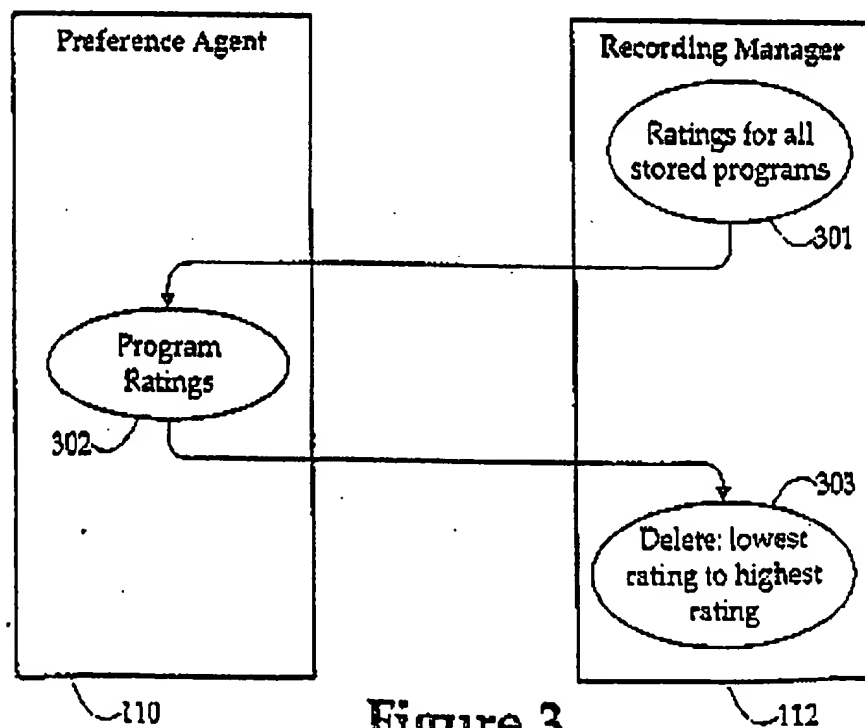 Preference Agent
Recording Manager
Ratings for all
stored programs
301
Program
Ratings
302
303
Delete: lowest
rating to highest
rating
110
112
Figure 3